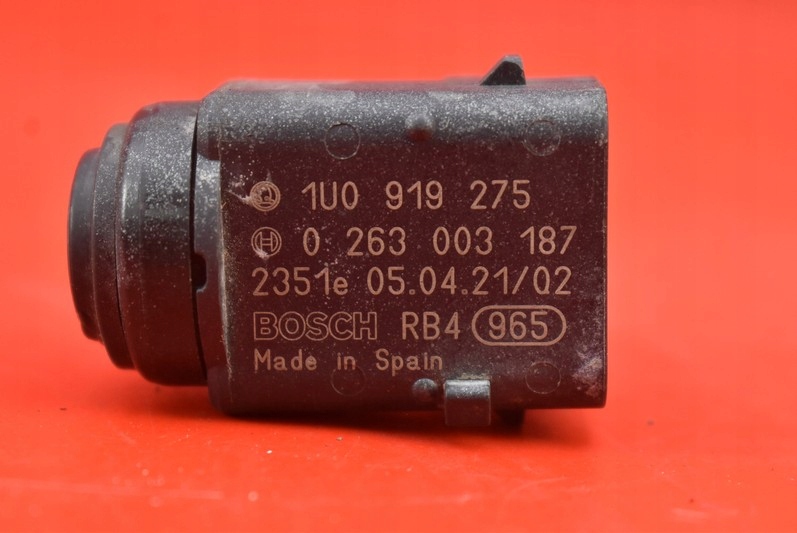 1U0 919 275
0 263 003 187
2351e 05.04.21/02
BOSCH RB4 965
Made in Spain